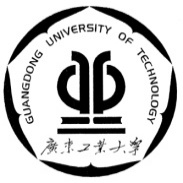 GUANGDONG UNIVERSITY OF TECHNOLOGY
廣東工業大學